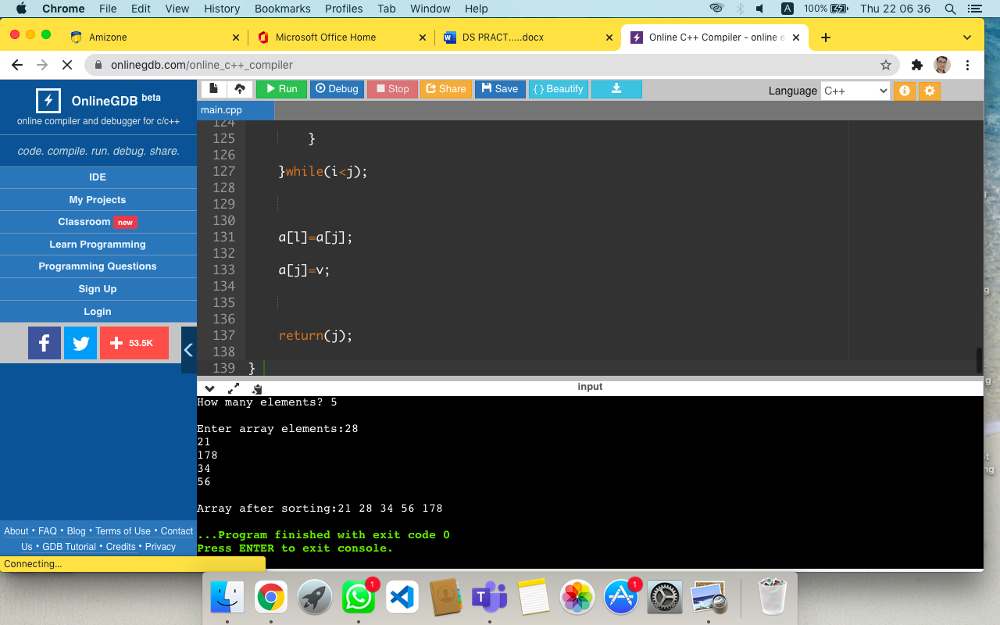 Chrome File Edit View History Bookmarks Profiles Tab Window Help A 100% Thu 22 06 36
Amizone
Microsoft Office Home
DS PRACT.....docx
Online C++ Compiler - online e
onlinegdb.com/online_c++_compiler
OnlineGDB beta
online compiler and debugger for c/c++
code. compile. run. debug. share.
IDE
My Projects
Classroom new
Learn Programming
Programming Questions
Sign Up
Login
53.5K
About • FAQ • Blog • Terms of Use • Contact
Us • GDB Tutorial • Credits • Privacy
Connecting...
Run Debug Stop Share Save { } Beautify
Language C++
main.cpp
124
125 }
126
127 }while(i<j);
128
129
130
131 a[l]=a[j];
132
133 a[j]=v;
134
135
136
137 return(j);
138
139 }
input
How many elements? 5
Enter array elements:28
21
178
34
56
Array after sorting:21 28 34 56 178
...Program finished with exit code 0
Press ENTER to exit console.
1
1